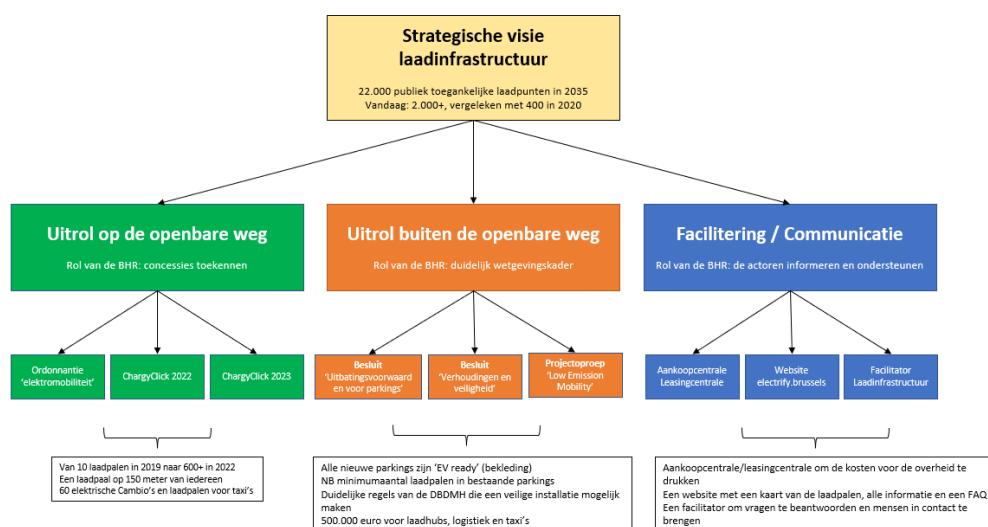 Strategische visie
laadinfrastructuur
22.000 publiek toegankelijke laadpunten in 2035
Vandaag: 2.000+, vergeleken met 400 in 2020
Uitrol op de openbare weg
Rol van de BHR: concessies toekennen
Uitrol buiten de openbare weg
Rol van de BHR: duidelijk wetgevingskader
Facilitering / Communicatie
Rol van de BHR: de actoren informeren en ondersteunen
Ordonnantie
'elektromobiliteit'
ChargyClick 2022
ChargyClick 2023
Besluit
'Uitbatingsvoorwaard
en voor parkings'
Besluit
'Verhoudingen en
veiligheid'
Projectoproep
'Low Emission
Mobility'
Aankoopcentrale
Leasingcentrale
Website
electrify.brussels
Facilitator
Laadinfrastructuur
Van 10 laadpalen in 2019 naar 600+ in 2022
Een laadpaal op 150 meter van iedereen
60 elektrische Cambio's en laadpalen voor taxi's
Alle nieuwe parkings zijn 'EV ready' (bekleding)
NB minimumaantal laadpalen in bestaande parkings
Duidelijke regels van de DBDMH die een veilige installatie mogelijk
maken
500.000 euro voor laadhubs, logistiek en taxi's
Aankoopcentrale/leasingcentrale om de kosten voor de overheid te
drukken
Een website met een kaart van de laadpalen, alle informatie en een FAQ
Een facilitator om vragen te beantwoorden en mensen in contact te
brengen